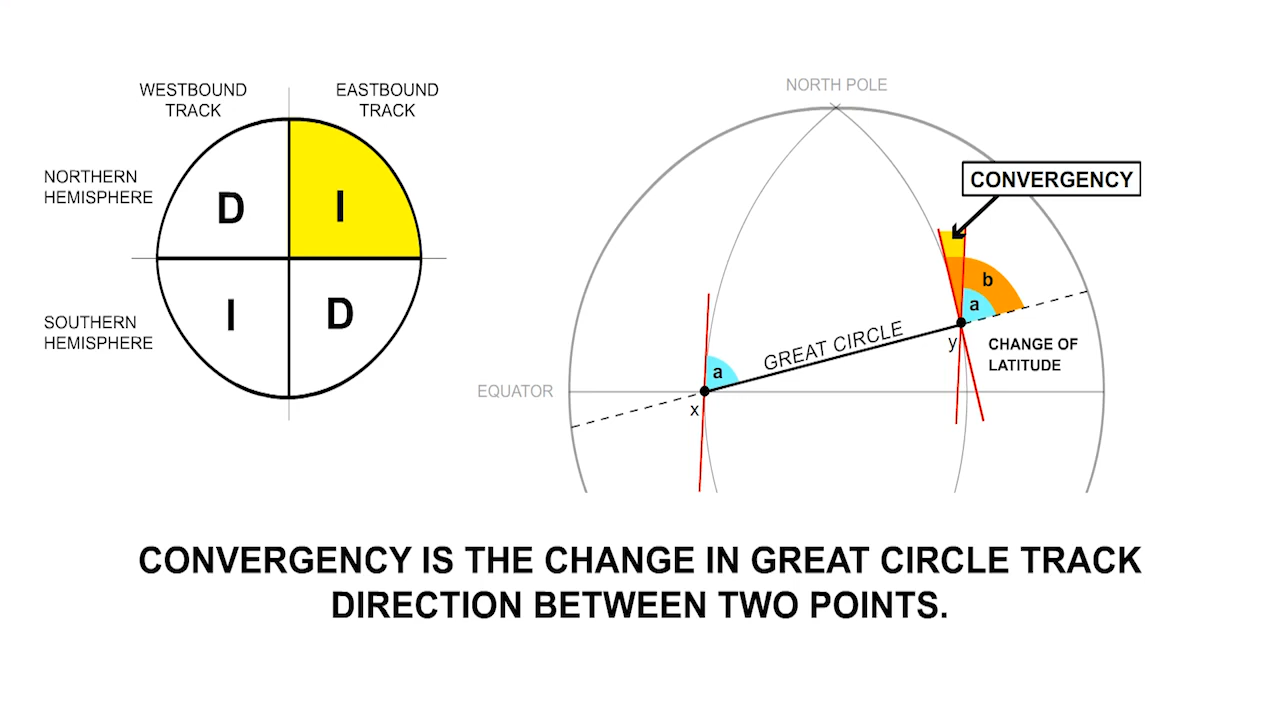 WESTBOUND
TRACK
EASTBOUND
TRACK
NORTHERN
HEMISPHERE
D
I
SOUTHERN
HEMISPHERE
I
D
NORTH POLE
CONVERGENCY
b
a
GREAT CIRCLE
y
CHANGE OF
LATITUDE
a
EQUATOR
x
CONVERGENCY IS THE CHANGE IN GREAT CIRCLE TRACK
DIRECTION BETWEEN TWO POINTS.